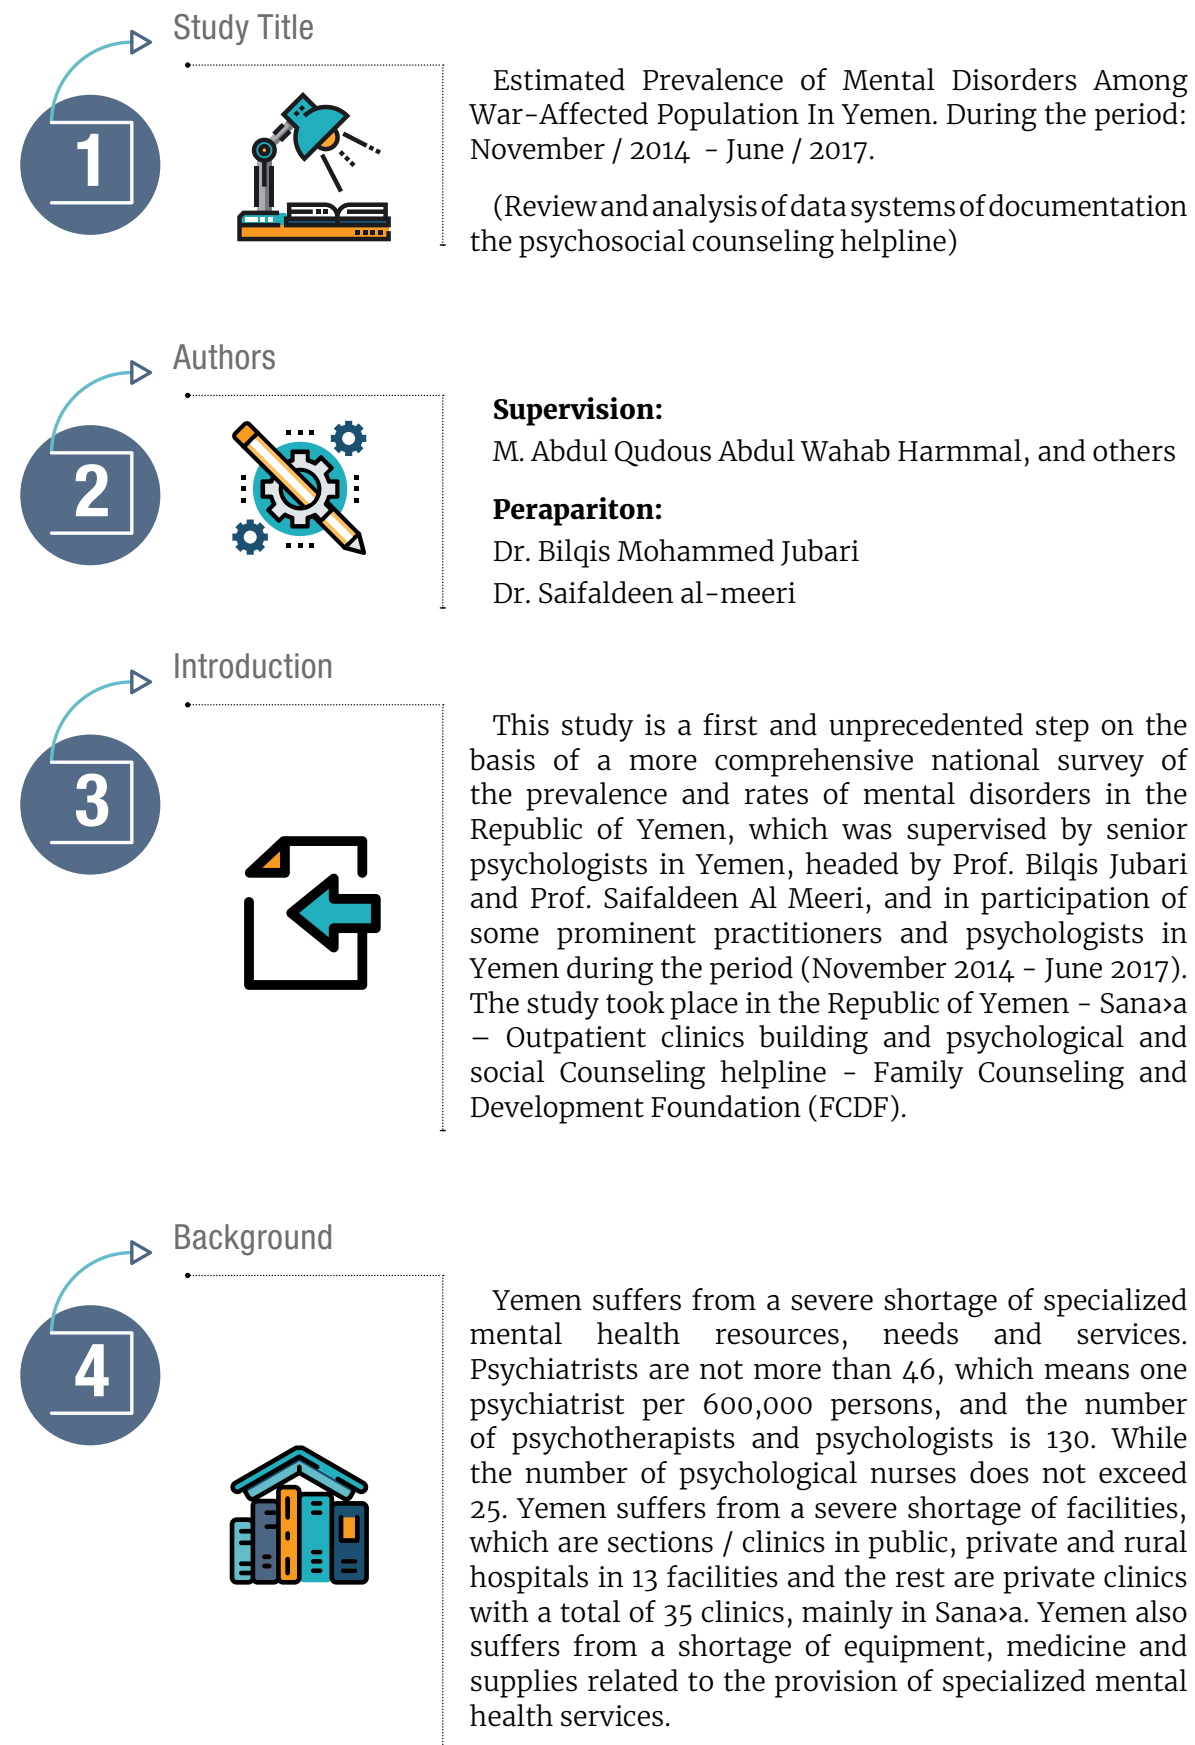 Study Title
1
Estimated Prevalence of Mental Disorders Among
War-Affected Population In Yemen. During the period:
November / 2014 - June / 2017.
(Review and analysis of data systems of documentation
the psychosocial counseling helpline)
Authors
2
Supervision:
M. Abdul Qudous Abdul Wahab Harmmal, and others
Perapariton:
Dr. Bilqis Mohammed Jubari
Dr. Saifaldeen al-meeri
Introduction
3
This study is a first and unprecedented step on the
basis of a more comprehensive national survey of
the prevalence and rates of mental disorders in the
Republic of Yemen, which was supervised by senior
psychologists in Yemen, headed by Prof. Bilqis Jubari
and Prof. Saifaldeen Al Meeri, and in participation of
some prominent practitioners and psychologists in
Yemen during the period (November 2014 - June 2017).
The study took place in the Republic of Yemen - Sana›a
– Outpatient clinics building and psychological and
social Counseling helpline - Family Counseling and
Development Foundation (FCDF).
Background
4
Yemen suffers from a severe shortage of specialized
mental health resources, needs and services.
Psychiatrists are not more than 46, which means one
psychiatrist per 600,000 persons, and the number
of psychotherapists and psychologists is 130. While
the number of psychological nurses does not exceed
25. Yemen suffers from a severe shortage of facilities,
which are sections / clinics in public, private and rural
hospitals in 13 facilities and the rest are private clinics
with a total of 35 clinics, mainly in Sana›a. Yemen also
suffers from a shortage of equipment, medicine and
supplies related to the provision of specialized mental
health services.